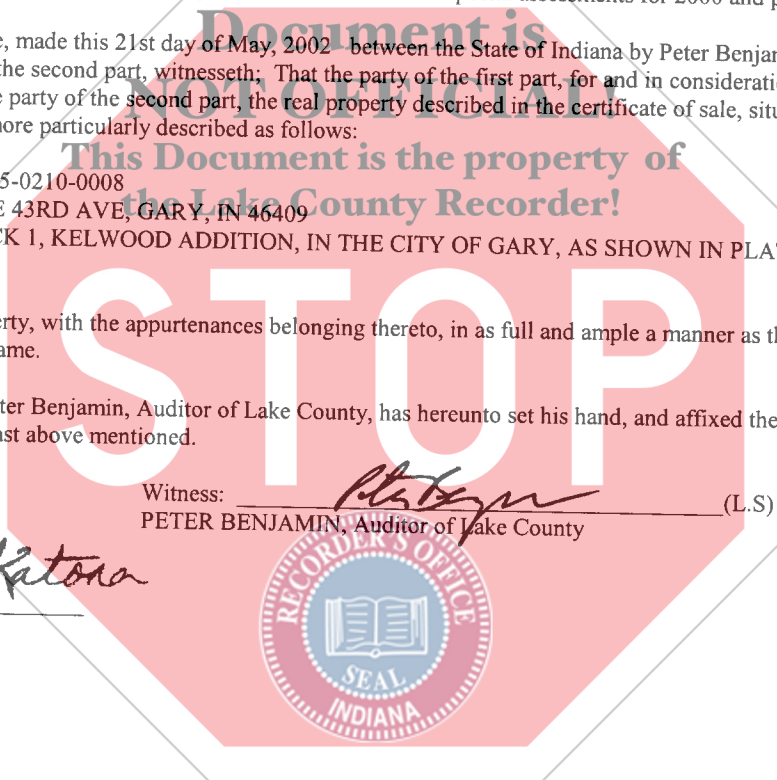 Document is
e, made this 21st day of May, 2002 between the State of Indiana by Peter Benjam
the second part, witnesseth; That the party of the first part, for and in considerati
NOT OFFICIAL!
e party of the second part, the real property described in the certificate of sale, situ
nore particularly described as follows:
This Document is the property of
5-0210-0008
the Lake County Recorder!
E 43RD AVE, GARY, IN 46409
CK 1, KELWOOD ADDITION, IN THE CITY OF GARY, AS SHOWN IN PLAT
STOP
erty, with the appurtenances belonging thereto, in as full and ample a manner as th
ame.
ter Benjamin, Auditor of Lake County, has hereunto set his hand, and affixed the
ast above mentioned.
Witness: (L.S)
PETER BENJAMIN, Auditor of Lake County
Katona
RECORDER'S OFFICE
SEAL
INDIANA